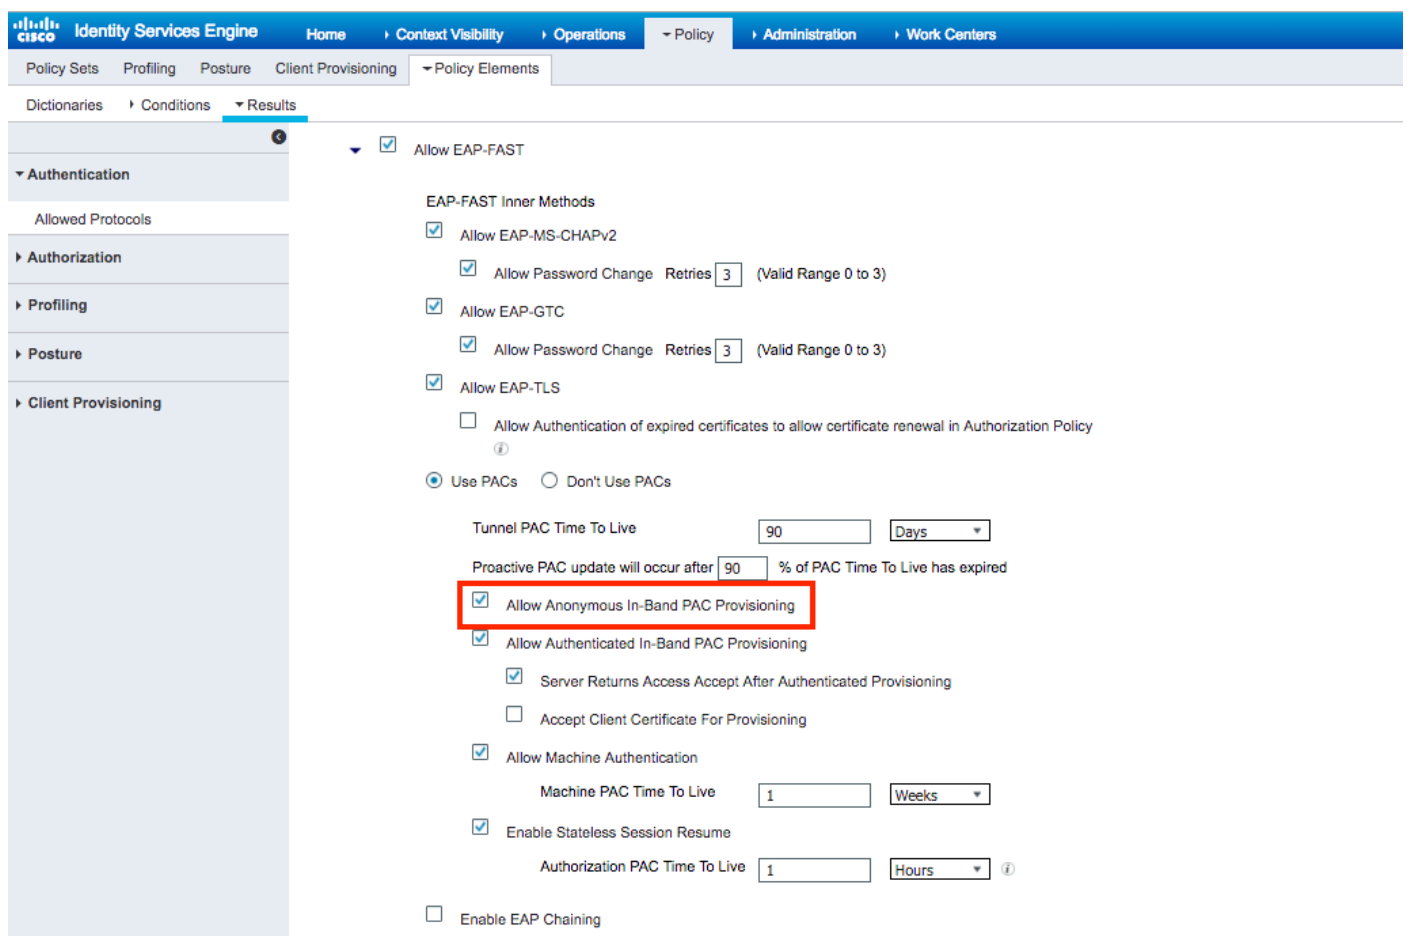 cisco Identity Services Engine Home Context Visibility Operations Policy Administration Work Centers
Policy Sets Profiling Posture Client Provisioning Policy Elements
Dictionaries Conditions Results
Authentication
Allowed Protocols
Authorization
Profiling
Posture
Client Provisioning
Allow EAP-FAST
EAP-FAST Inner Methods
Allow EAP-MS-CHAPv2
Allow Password Change Retries 3 (Valid Range 0 to 3)
Allow EAP-GTC
Allow Password Change Retries 3 (Valid Range 0 to 3)
Allow EAP-TLS
Allow Authentication of expired certificates to allow certificate renewal in Authorization Policy
i
Use PACs Don't Use PACs
Tunnel PAC Time To Live 90 Days
Proactive PAC update will occur after 90 % of PAC Time To Live has expired
Allow Anonymous In-Band PAC Provisioning
Allow Authenticated In-Band PAC Provisioning
Server Returns Access Accept After Authenticated Provisioning
Accept Client Certificate For Provisioning
Allow Machine Authentication
Machine PAC Time To Live 1 Weeks
Enable Stateless Session Resume
Authorization PAC Time To Live 1 Hours i
Enable EAP Chaining